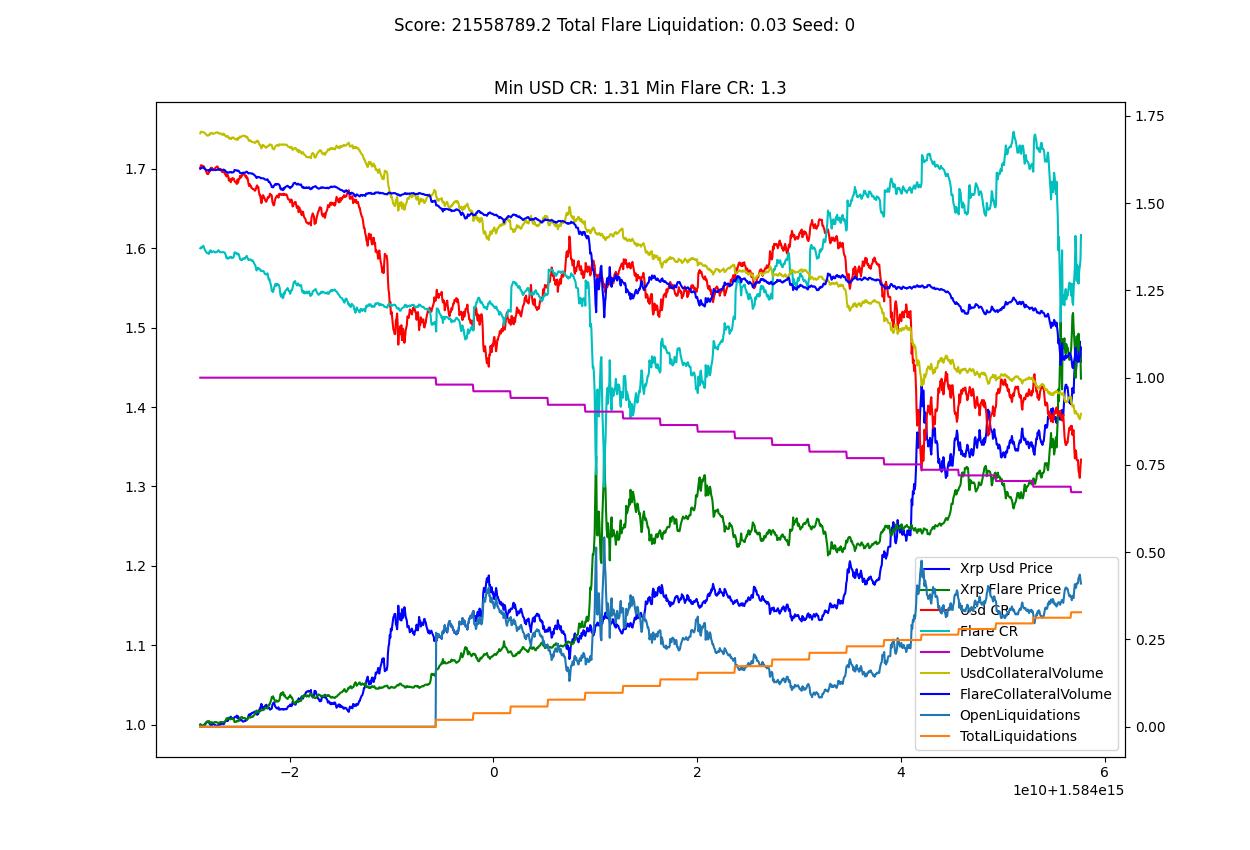 Score: 21558789.2 Total Flare Liquidation: 0.03 Seed: 0
Min USD CR: 1.31 Min Flare CR: 1.3
1.7
1.6
1.5
1.4
1.3
1.2
1.1
1.0
1.75
1.50
1.25
1.00
0.75
0.50
0.25
0.00
Xrp Usd Price
Xrp Flare Price
Usd CR
Flare CR
DebtVolume
UsdCollateralVolume
FlareCollateralVolume
OpenLiquidations
TotalLiquidations
−2 0 2 4 6
1e10+1.584e15